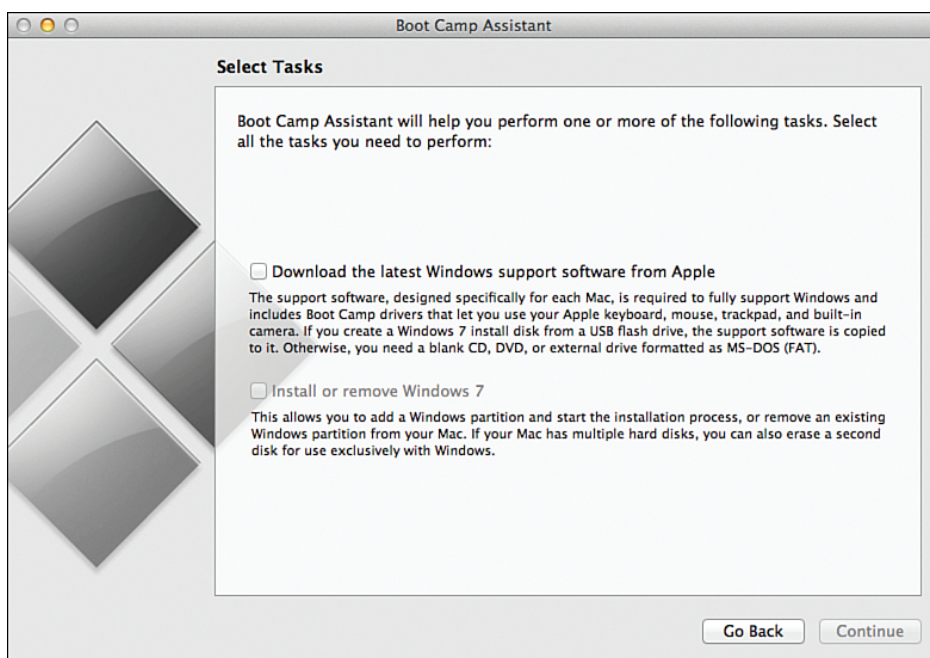 Boot Camp Assistant
Select Tasks
Boot Camp Assistant will help you perform one or more of the following tasks. Select
all the tasks you need to perform:
Download the latest Windows support software from Apple
The support software, designed specifically for each Mac, is required to fully support Windows and
includes Boot Camp drivers that let you use your Apple keyboard, mouse, trackpad, and built-in
camera. If you create a Windows 7 install disk from a USB flash drive, the support software is copied
to it. Otherwise, you need a blank CD, DVD, or external drive formatted as MS-DOS (FAT).
Install or remove Windows 7
This allows you to add a Windows partition and start the installation process, or remove an existing
Windows partition from your Mac. If your Mac has multiple hard disks, you can also erase a second
disk for use exclusively with Windows.
Go Back
Continue